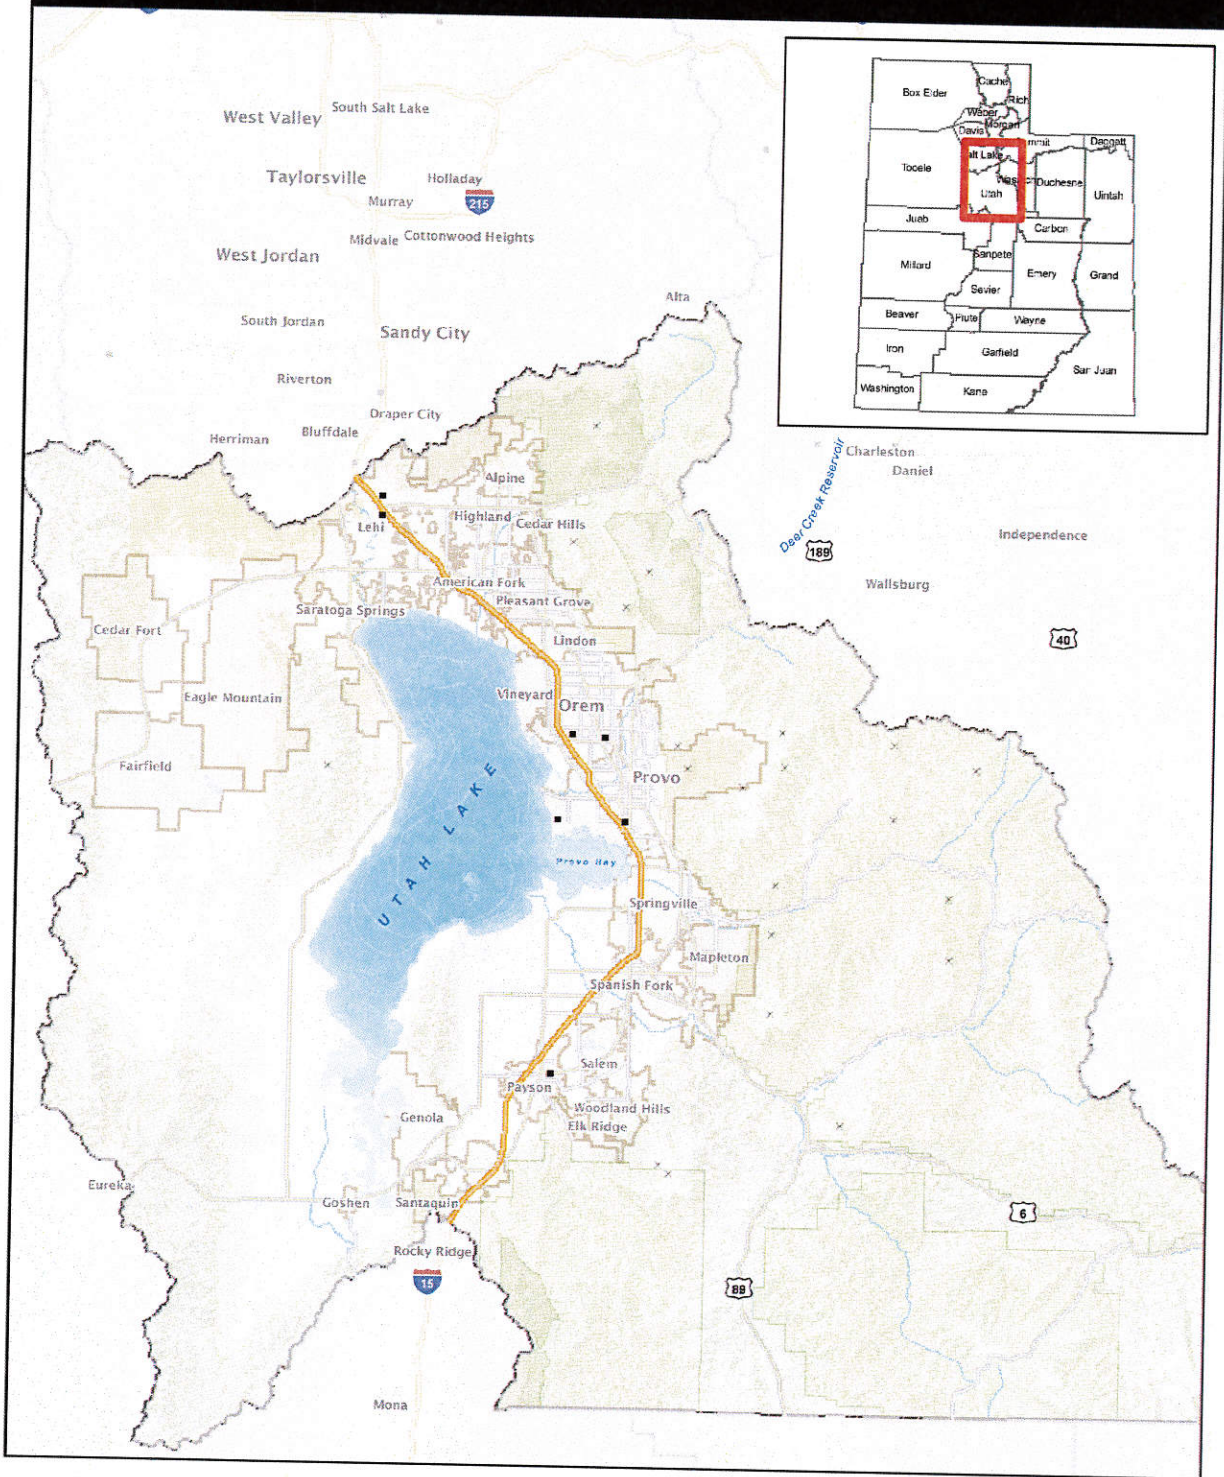 West Valley
South Salt Lake
Taylorsville
Holladay
Murray
215
Midvale
Cottonwood Heights
West Jordan
Alta
South Jordan
Sandy City
Riverton
Draper City
Bluffdale
Herriman
Alpine
Lehi
Highland
Cedar Hills
American Fork
Pleasant Grove
Saratoga Springs
Cedar Fort
Lindon
Eagle Mountain
Vineyard
Orem
Fairfield
Provo
UTAH LAKE
Provo Bay
Springville
Mapleton
Spanish Fork
Salem
Payson
Woodland Hills
Elk Ridge
Genola
Eureka
Goshen
Santaquin
Rocky Ridge
15
Mona
6
89
Box Elder
Cache
Rich
Weber
Morgan
Davis
mmit
Daggett
alt Lake
Tooele
Duchesne
Utah
Uintah
Juab
Carbon
Sanpete
Millard
Emery
Grand
Sevier
Beaver
Piute
Wayne
Iron
Garfield
San Juan
Washington
Kane
Charleston
Daniel
Deer Creek Reservoir
189
Independence
Wallsburg
40